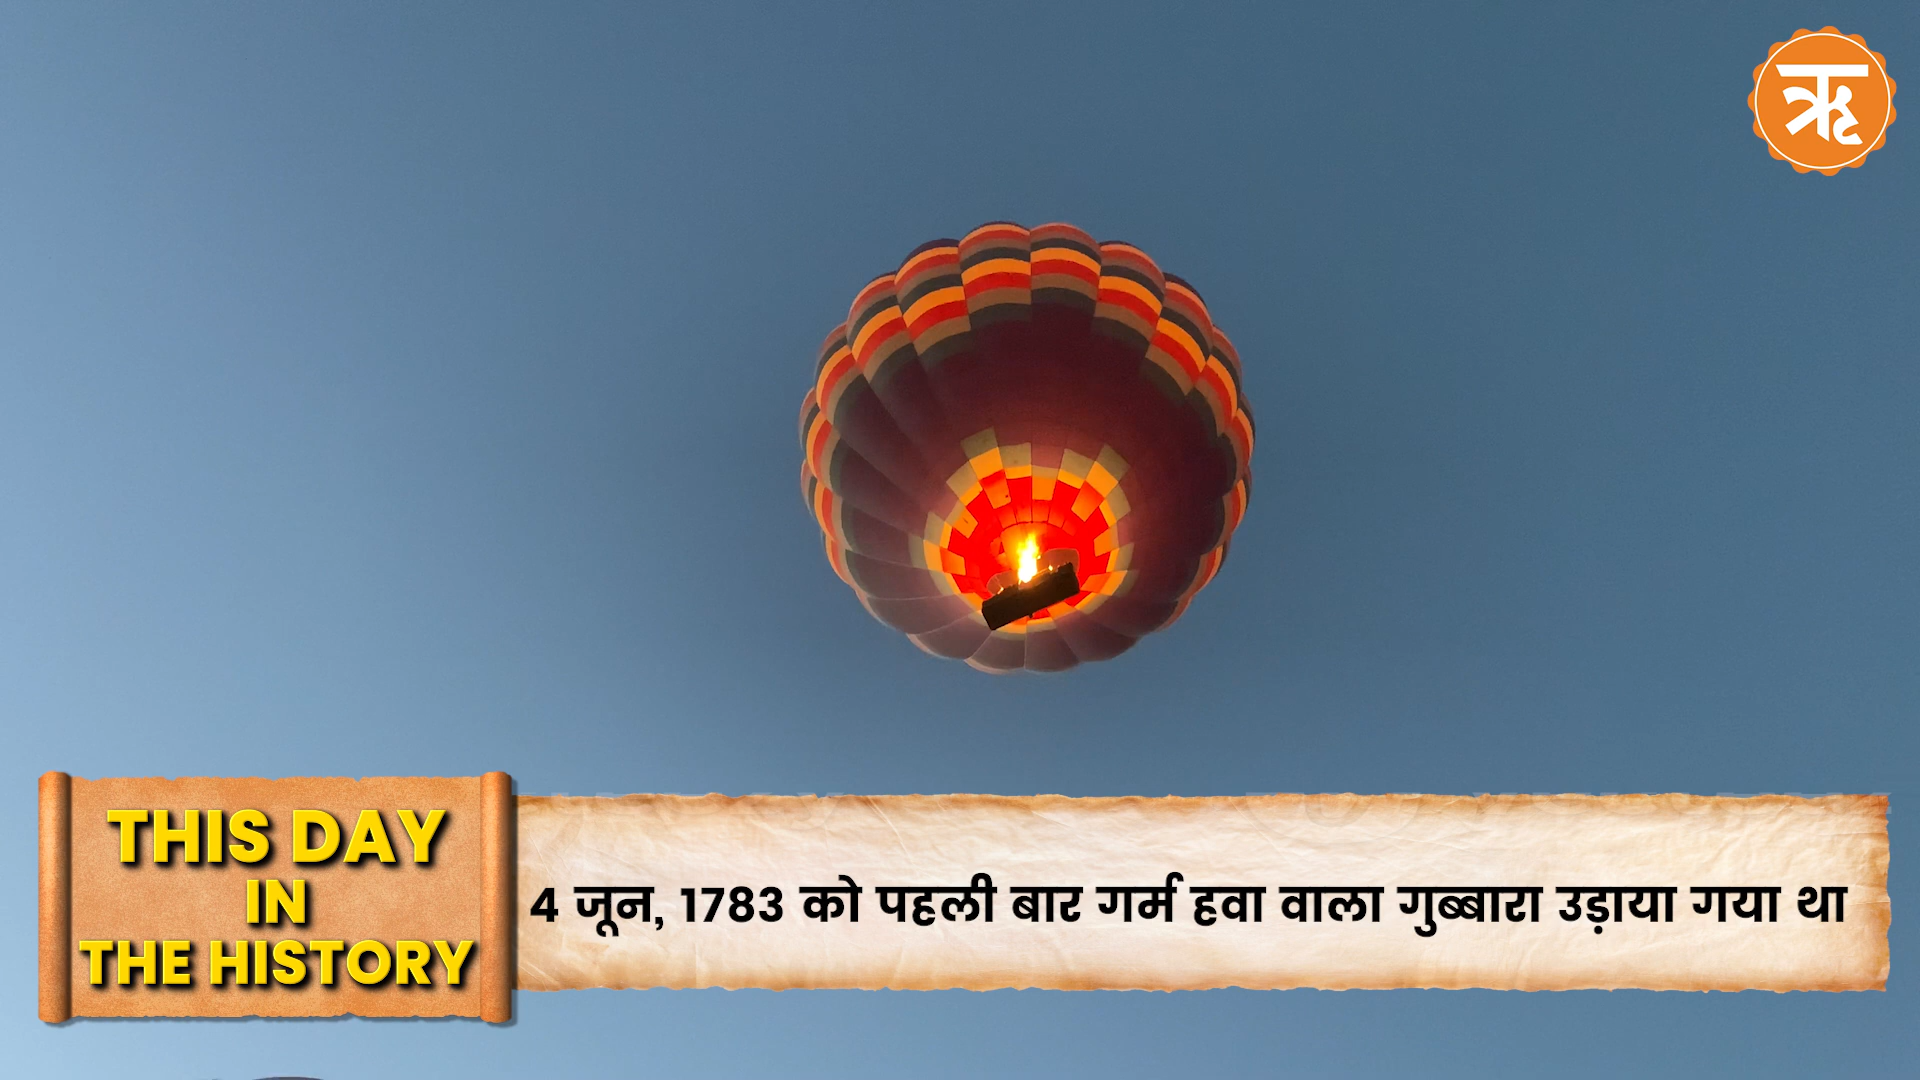 ऋ
THIS DAY
IN
THE HISTORY
4 जून, 1783 को पहली बार गर्म हवा वाला गुब्बारा उड़ाया गया था